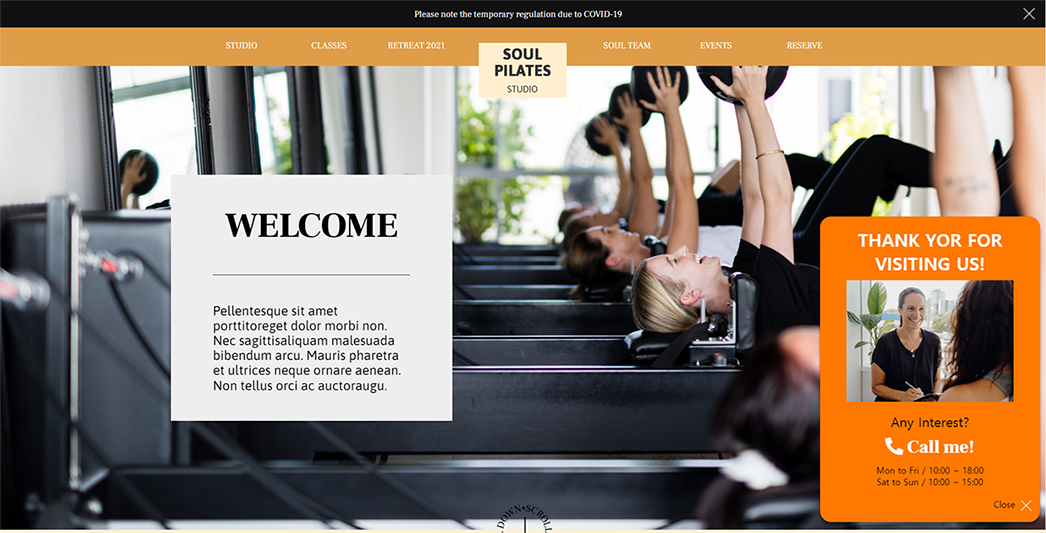 Please note the temporary regulation due to COVID-19
STUDIO CLASSES RETREAT 2021 SOUL TEAM EVENTS RESERVE
SOUL
PILATES
STUDIO
WELCOME
Pellentesque sit amet
porttitoreget dolor morbi non.
Nec sagittisaliquam malesuada
bibendum arcu. Mauris pharetra
et ultrices neque ornare aenean.
Non tellus orci ac auctoraugu.
THANK YOR FOR
VISITING US!
Any Interest?
Call me!
Mon to Fri / 10:00 ~ 18:00
Sat to Sun / 10:00 ~ 15:00
Close
DOWN•SCROLL